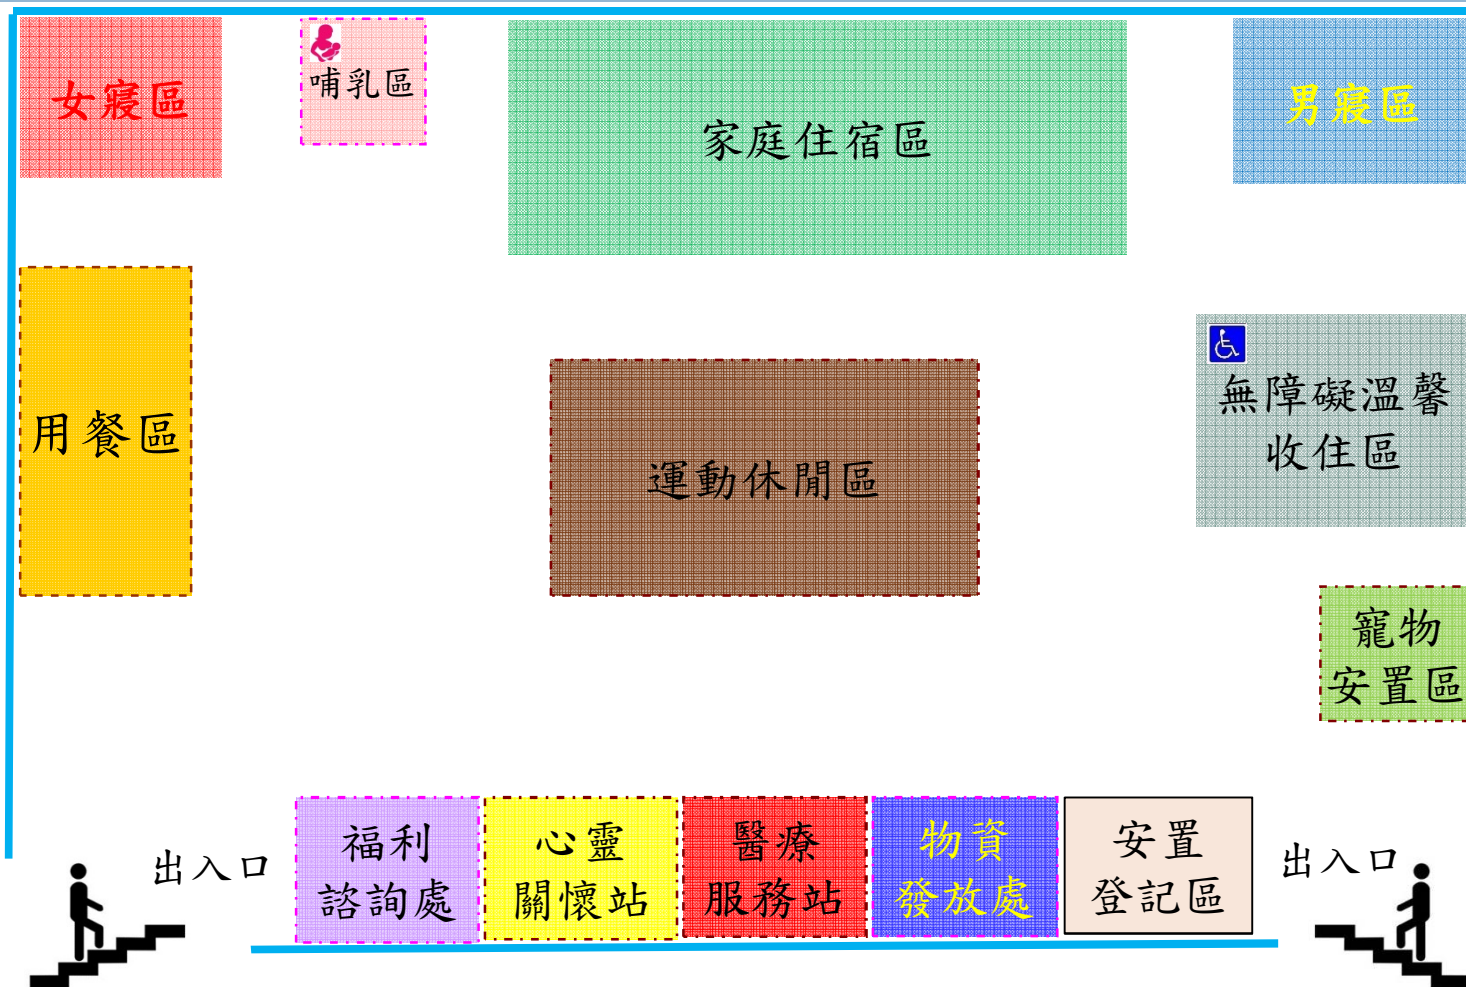 女寢區
哺乳區
家庭住宿區
男寢區
用餐區
運動休閒區
無障礙溫馨
收住區
寵物
安置區
出入口
福利
諮詢處
心靈
關懷站
醫療
服務站
物資
發放處
安置
登記區
出入口